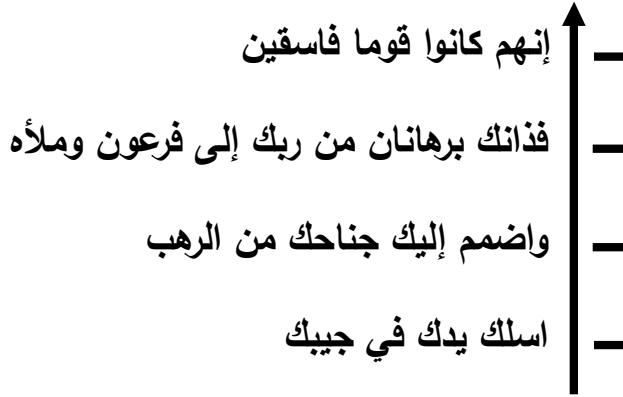 إنهم كانوا قوما فاسقين
فذانك برهانان من ربك إلى فرعون وملأه
واضمم إليك جناحك من الرهب
اسلك يدك في جيبك